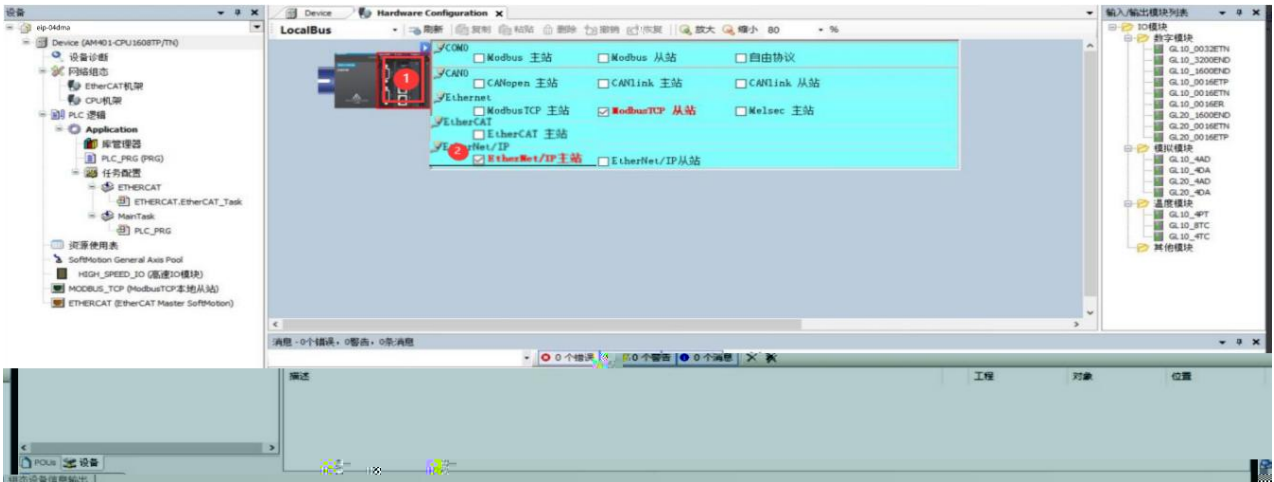 设备
eip-04dma
Device (AM401-CPU1608TP/TN)
设备诊断
网络组态
EtherCAT机架
CPU机架
PLC 逻辑
Application
库管理器
PLC_PRG (PRG)
任务配置
ETHERCAT
ETHERCAT.EtherCAT_Task
MainTask
PLC_PRG
资源使用表
SoftMotion General Axis Pool
HIGH_SPEED_IO (高速IO模块)
MODBUS_TCP (ModbusTCP本地从站)
ETHERCAT (EtherCAT Master SoftMotion)
POUs 设备
Device
Hardware Configuration
LocalBus
刷新 复制 粘贴 删除 撤销 恢复 放大 缩小 80 %
COM0
Modbus 主站 Modbus 从站 自由协议
CAN0
CANopen 主站 CANlink 主站 CANlink 从站
Ethernet
ModbusTCP 主站 ModbusTCP 从站 Melsec 主站
EtherCAT
EtherCAT 主站
EtherNet/IP主站 EtherNet/IP从站
1
2
消息 - 0个错误，0警告，0条消息
0 个错误 0 个警告 0 个消息
描述 工程 对象 位置
输入/输出模块列表
IO模块
数字模块
GL10_0032ETN
GL10_3200END
GL10_1600END
GL10_0016ETP
GL10_0016ETN
GL10_0016ER
GL20_1600END
GL20_0016ETN
GL20_0016ETP
模拟模块
GL10_4AD
GL10_4DA
GL20_4AD
GL20_4DA
温度模块
GL10_4PT
GL10_8TC
GL10_4TC
其他模块